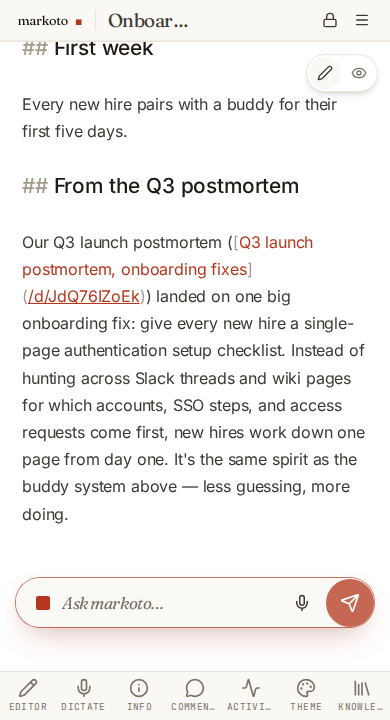 markoto
Onboar...
## First week
Every new hire pairs with a buddy for their
first five days.
## From the Q3 postmortem
Our Q3 launch postmortem ([Q3 launch
postmortem, onboarding fixes]
(/d/JdQ76IZoEk)) landed on one big
onboarding fix: give every new hire a single-
page authentication setup checklist. Instead of
hunting across Slack threads and wiki pages
for which accounts, SSO steps, and access
requests come first, new hires work down one
page from day one. It's the same spirit as the
buddy system above — less guessing, more
doing.
Ask markoto...
EDITOR
DICTATE
INFO
COMMEN…
ACTIVI…
THEME
KNOWLE…